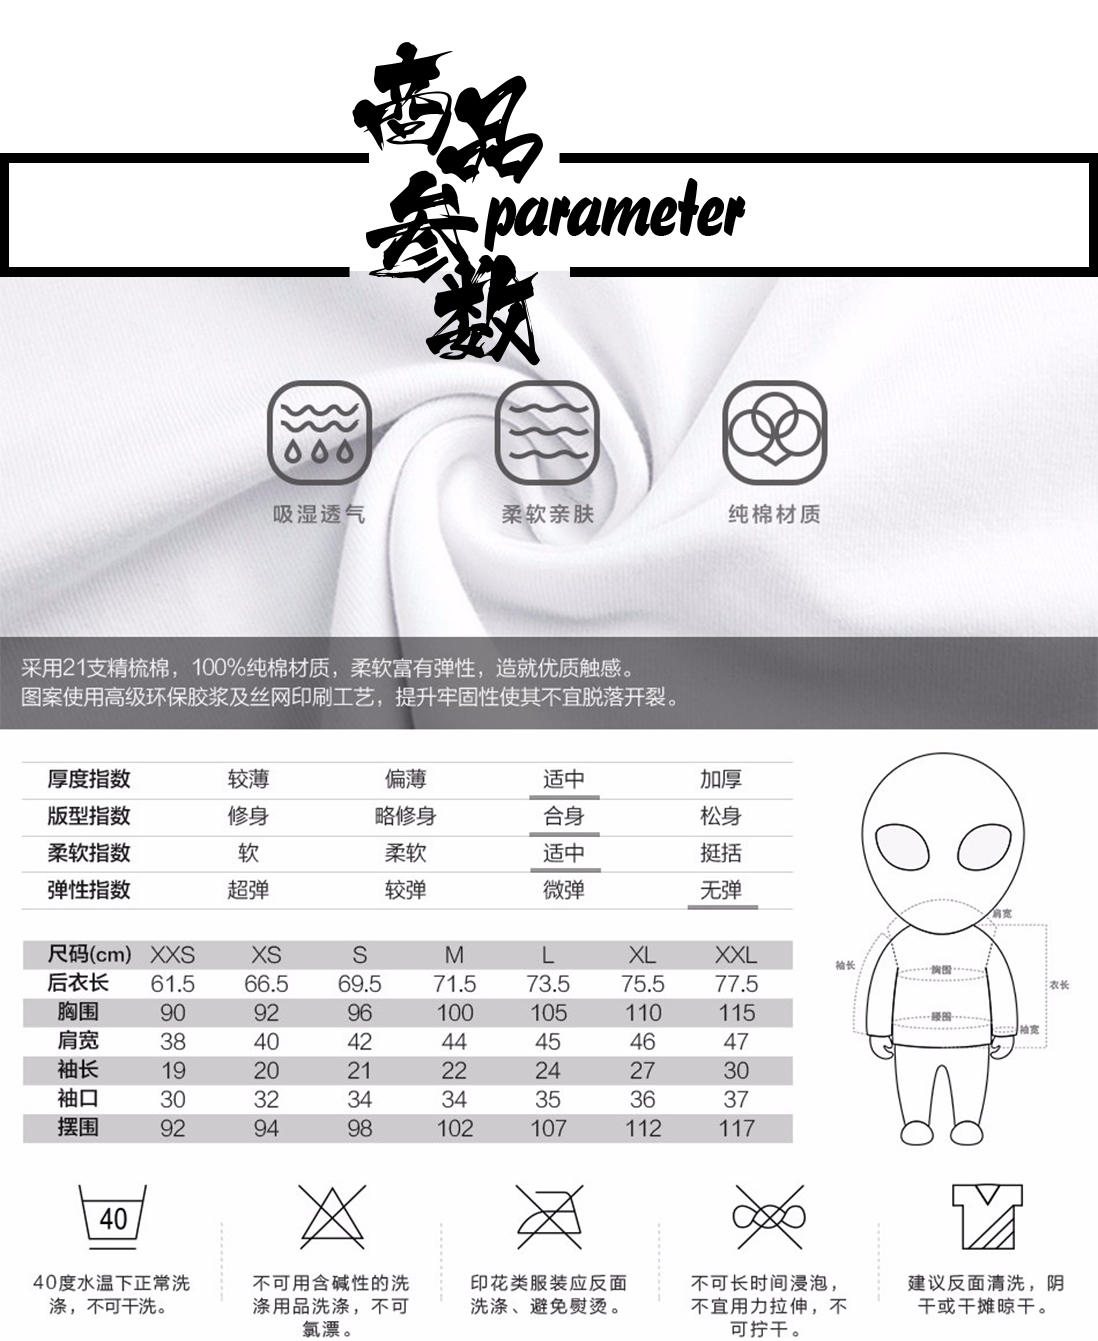 商品
参数
parameter
吸湿透气 柔软亲肤 纯棉材质
采用21支精梳棉，100%纯棉材质，柔软富有弹性，造就优质触感。
图案使用高级环保胶浆及丝网印刷工艺，提升牢固性使其不宜脱落开裂。
厚度指数 较薄 偏薄 适中 加厚
版型指数 修身 略修身 合身 松身
柔软指数 软 柔软 适中 挺括
弹性指数 超弹 较弹 微弹 无弹
尺码(cm) XXS XS S M L XL XXL
后衣长 61.5 66.5 69.5 71.5 73.5 75.5 77.5
胸围 90 92 96 100 105 110 115
肩宽 38 40 42 44 45 46 47
袖长 19 20 21 22 24 27 30
袖口 30 32 34 34 35 36 37
摆围 92 94 98 102 107 112 117
肩宽
袖长
胸围
衣长
腰围
袖宽
40
40度水温下正常洗
涤，不可干洗。
不可用含碱性的洗
涤用品洗涤，不可
氯漂。
印花类服装应反面
洗涤、避免熨烫。
不可长时间浸泡，
不宜用力拉伸，不
可拧干。
建议反面清洗，阴
干或干摊晾干。